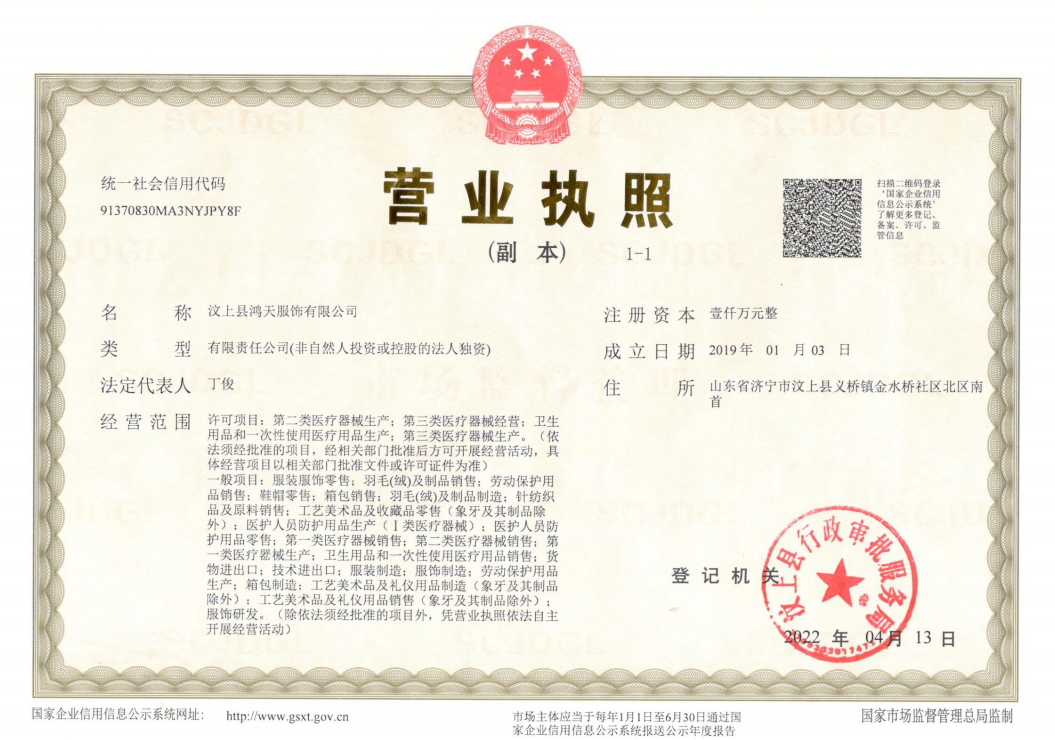 统一社会信用代码
91370830MA3NYJPY8F
营业执照
(副 本) 1-1
扫描二维码登录
‘国家企业信用
信息公示系统’
了解更多登记、
备案、许可、监
管信息
名 称 汶上县鸿天服饰有限公司
类 型 有限责任公司(非自然人投资或控股的法人独资)
法定代表人 丁俊
经营范围 许可项目：第二类医疗器械生产；第三类医疗器械经营；卫生
用品和一次性使用医疗用品生产；第三类医疗器械生产。（依
法须经批准的项目，经相关部门批准后方可开展经营活动，具
体经营项目以相关部门批准文件或许可证件为准）
一般项目：服装服饰零售；羽毛(绒)及制品销售；劳动保护用
品销售；鞋帽零售；箱包销售；羽毛(绒)及制品制造；针纺织
品及原料销售；工艺美术品及收藏品零售（象牙及其制品除
外）；医护人员防护用品生产（Ⅰ类医疗器械）；医护人员防
护用品零售；第一类医疗器械销售；第二类医疗器械销售；第
一类医疗器械生产；卫生用品和一次性使用医疗用品销售；货
物进出口；技术进出口；服装制造；服饰制造；劳动保护用品
生产；箱包制造；工艺美术品及礼仪用品制造（象牙及其制品
除外）；工艺美术品及礼仪用品销售（象牙及其制品除外）；
服饰研发。（除依法须经批准的项目外，凭营业执照依法自主
开展经营活动）
注册资本 壹仟万元整
成立日期 2019年 01 月 03 日
住 所 山东省济宁市汶上县义桥镇金水桥社区北区南
首
登记机关
汶上县行政审批服务局
2022 年 04月 13 日
国家企业信用信息公示系统网址： http://www.gsxt.gov.cn
市场主体应当于每年1月1日至6月30日通过国
家企业信用信息公示系统报送公示年度报告
国家市场监督管理总局监制